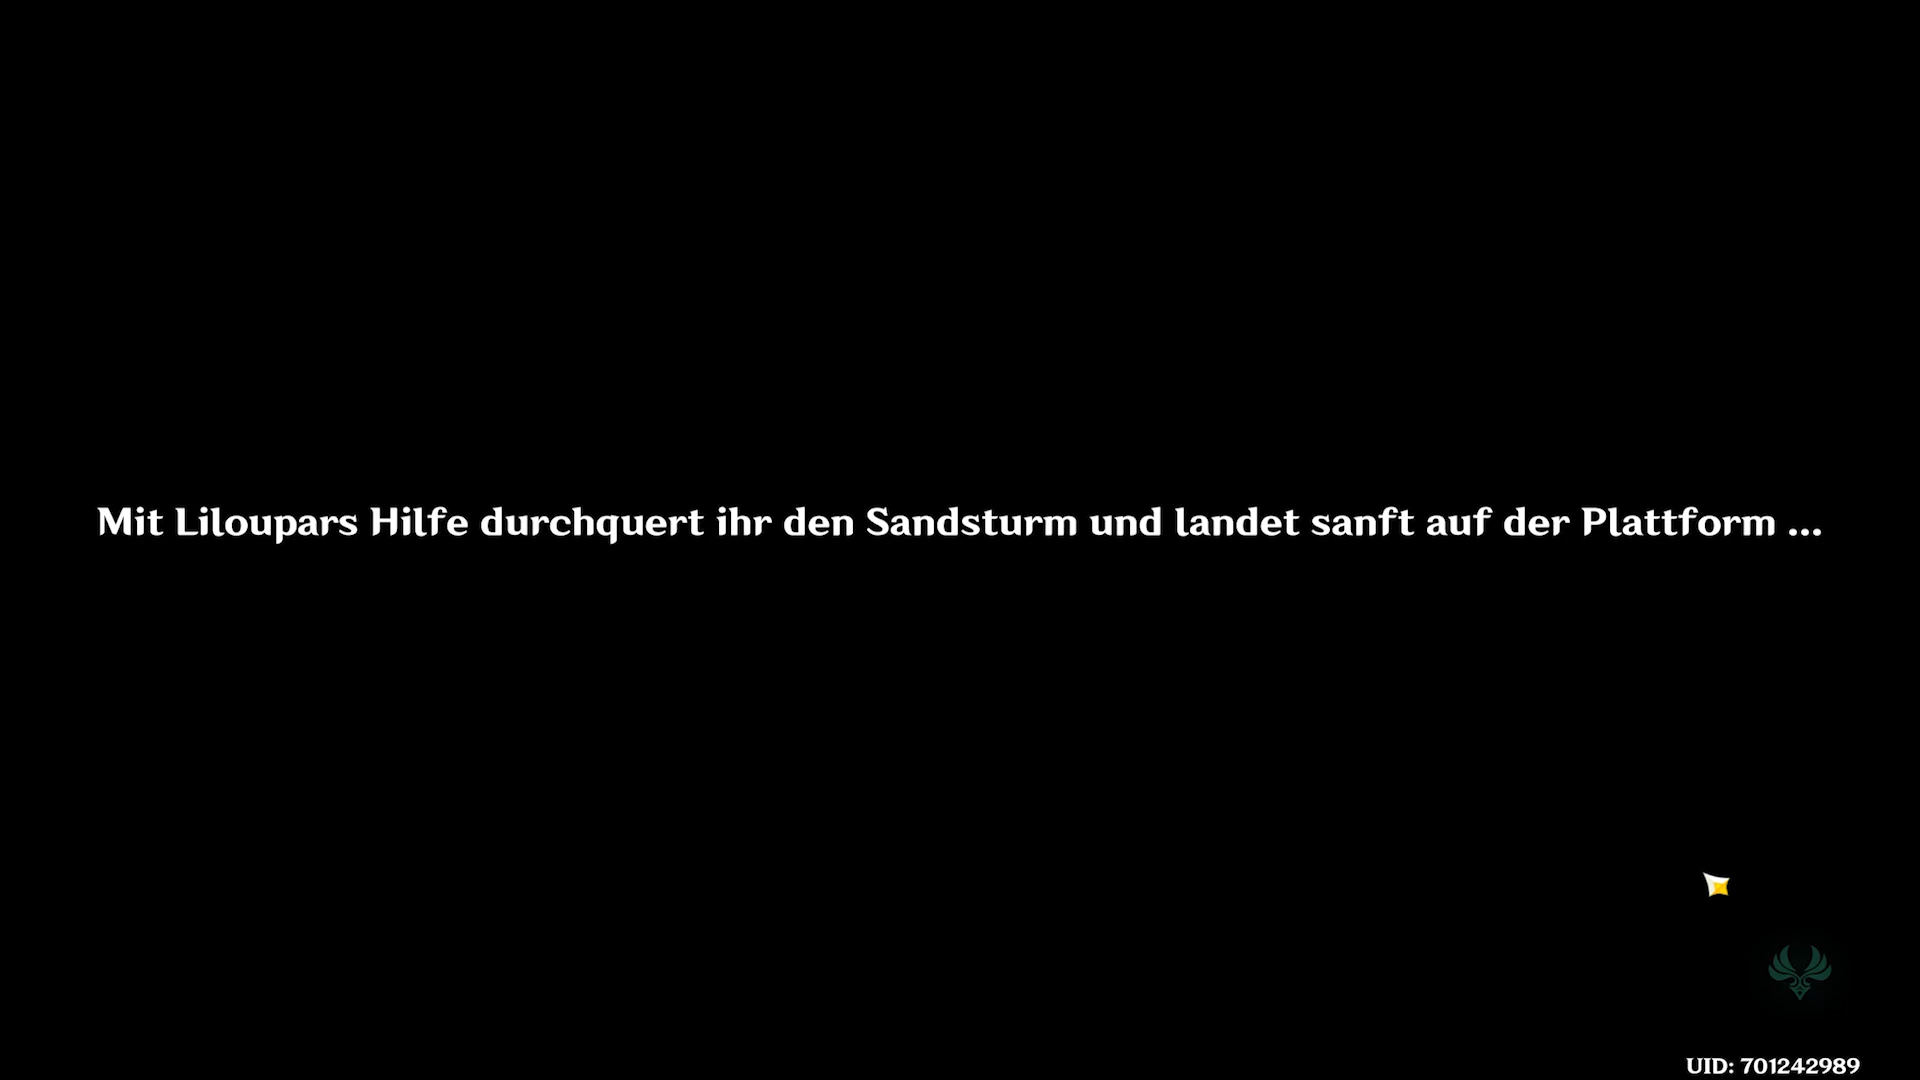 Mit Liloupars Hilfe durchquert ihr den Sandsturm und landet sanft auf der Plattform ...
UID: 701242989